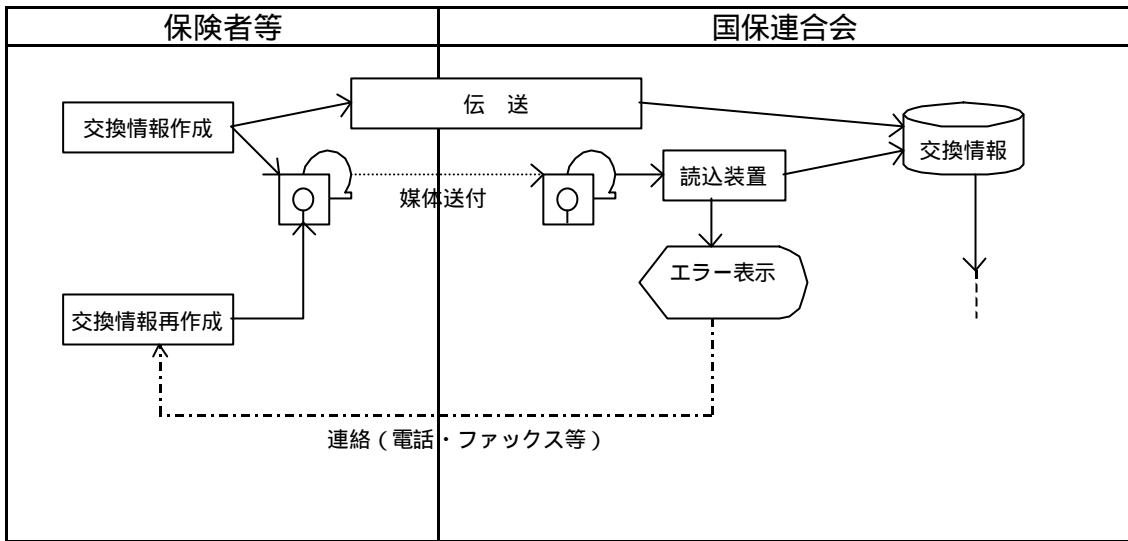 保険者等
国保連合会
伝　送
交換情報作成
交換情報
読込装置
媒体送付
エラー表示
交換情報再作成
連絡（電話・ファックス等）